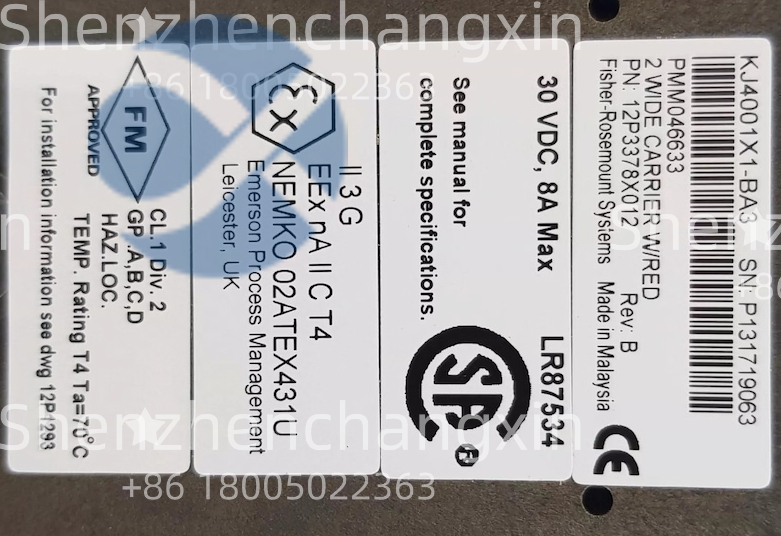 KJ4001X1-BA3 SN: P131719063
PMM046633
2 WIDE CARRIER W/RED
PN: 12P3378X012 Rev: B
Fisher-Rosemount Systems Made in Malaysia
CE
30 VDC, 8A Max LR87534
See manual for
complete specifications.
SA ®
Ex
II 3 G
EEx nA II C T4
NEMKO 02ATEX431U
Emerson Process Management
Leicester, UK
FM
APPROVED
CL.1 Div. 2
GP .A,B,C,D
HAZ.LOC.
TEMP. Rating T4 Ta=70°C
For installation information see dwg 12P1293
Shenzhenchangxin
+86 18005022363
Shenzhenchangxin
+86 18005022363